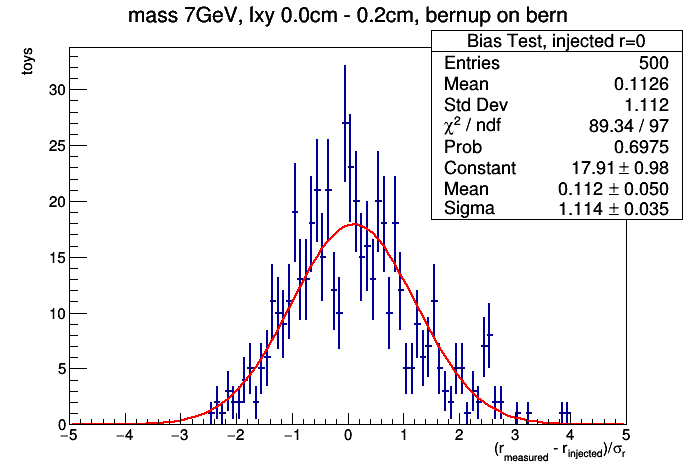 mass 7GeV, lxy 0.0cm - 0.2cm, bernup on bern
toys
Bias Test, injected r=0
Entries 500
Mean 0.1126
Std Dev 1.112
χ² / ndf 89.34 / 97
Prob 0.6975
Constant 17.91 ± 0.98
Mean 0.112 ± 0.050
Sigma 1.114 ± 0.035
30
25
20
15
10
5
0
−5 −4 −3 −2 −1 0 1 2 3 4 5
(r_measured - r_injected)/σ_r